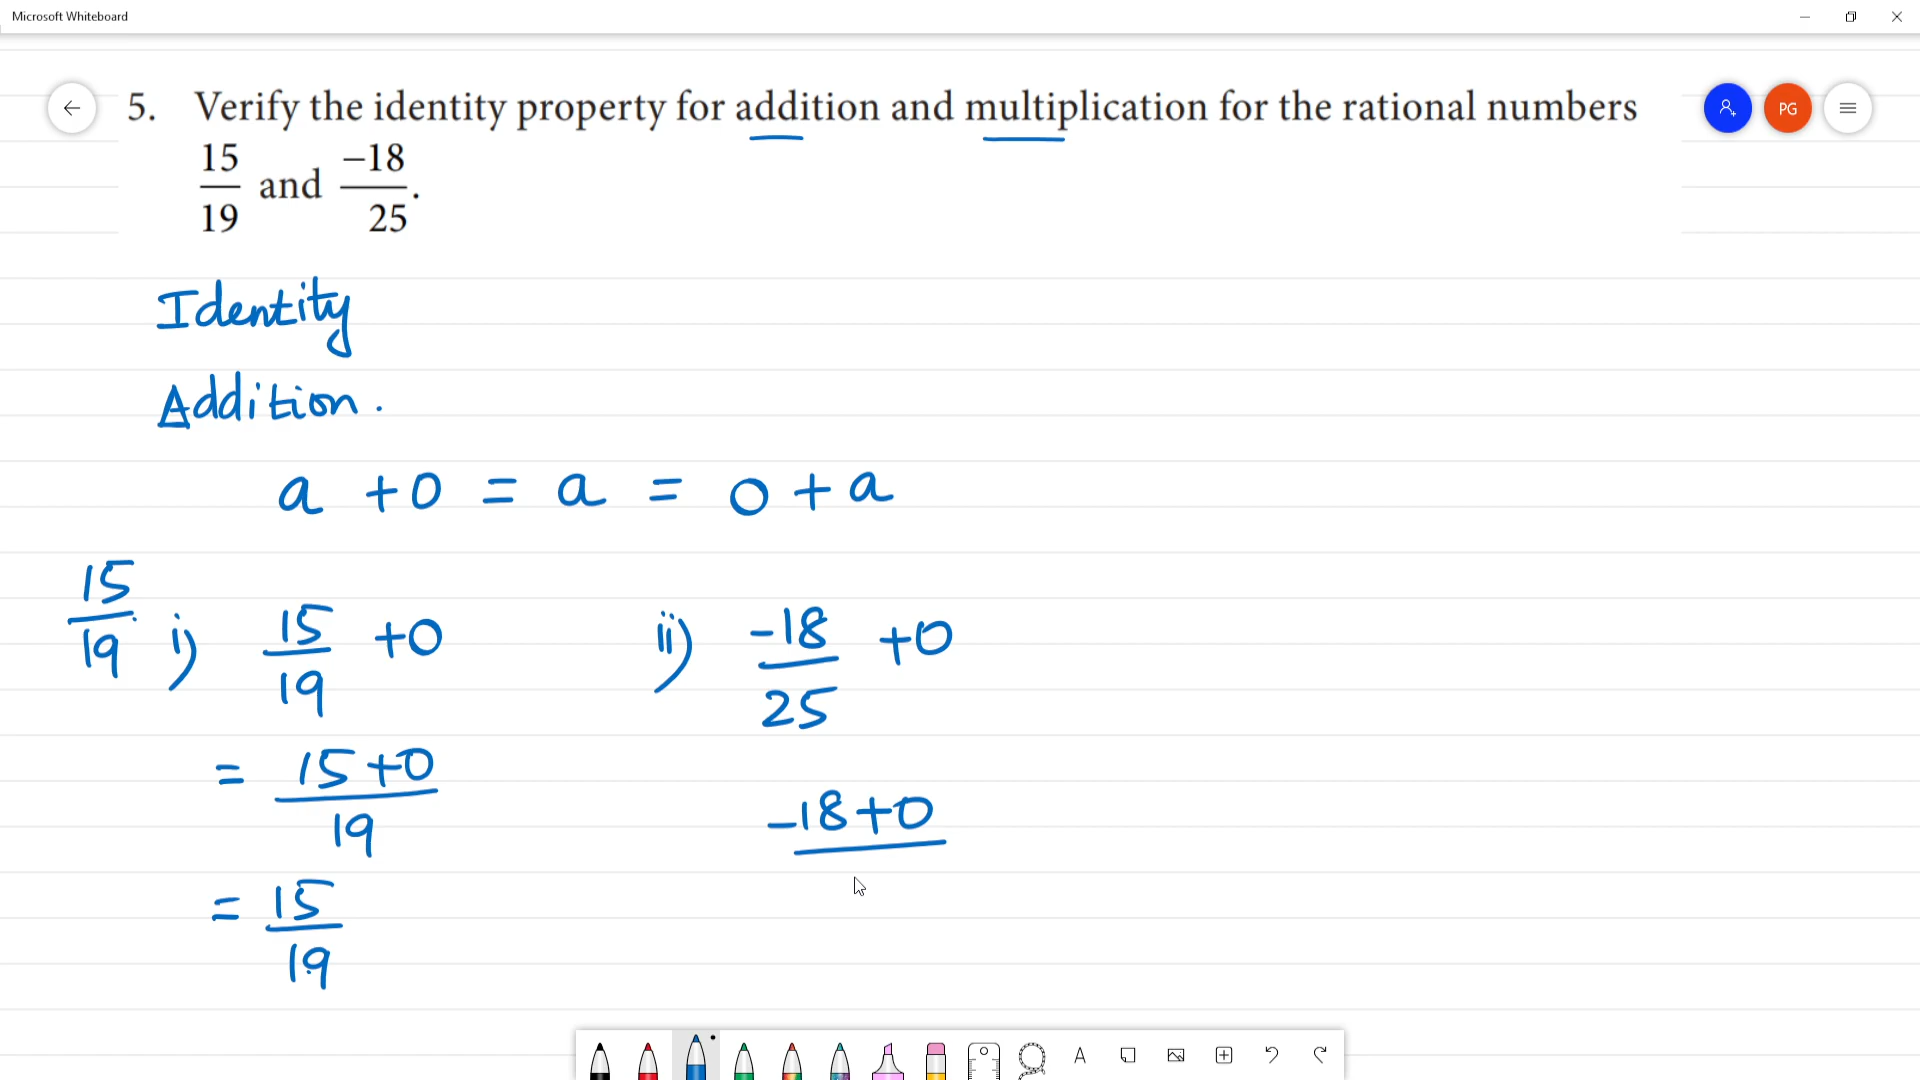 Microsoft Whiteboard
5. Verify the identity property for addition and multiplication for the rational numbers
15/19 and −18/25.
PG
Identity
Addition.
a +0 = a = 0+a
15/19 i) 15/19 +0 ii) -18/25 +0
= 15+0/19 -18+0
= 15/19
A